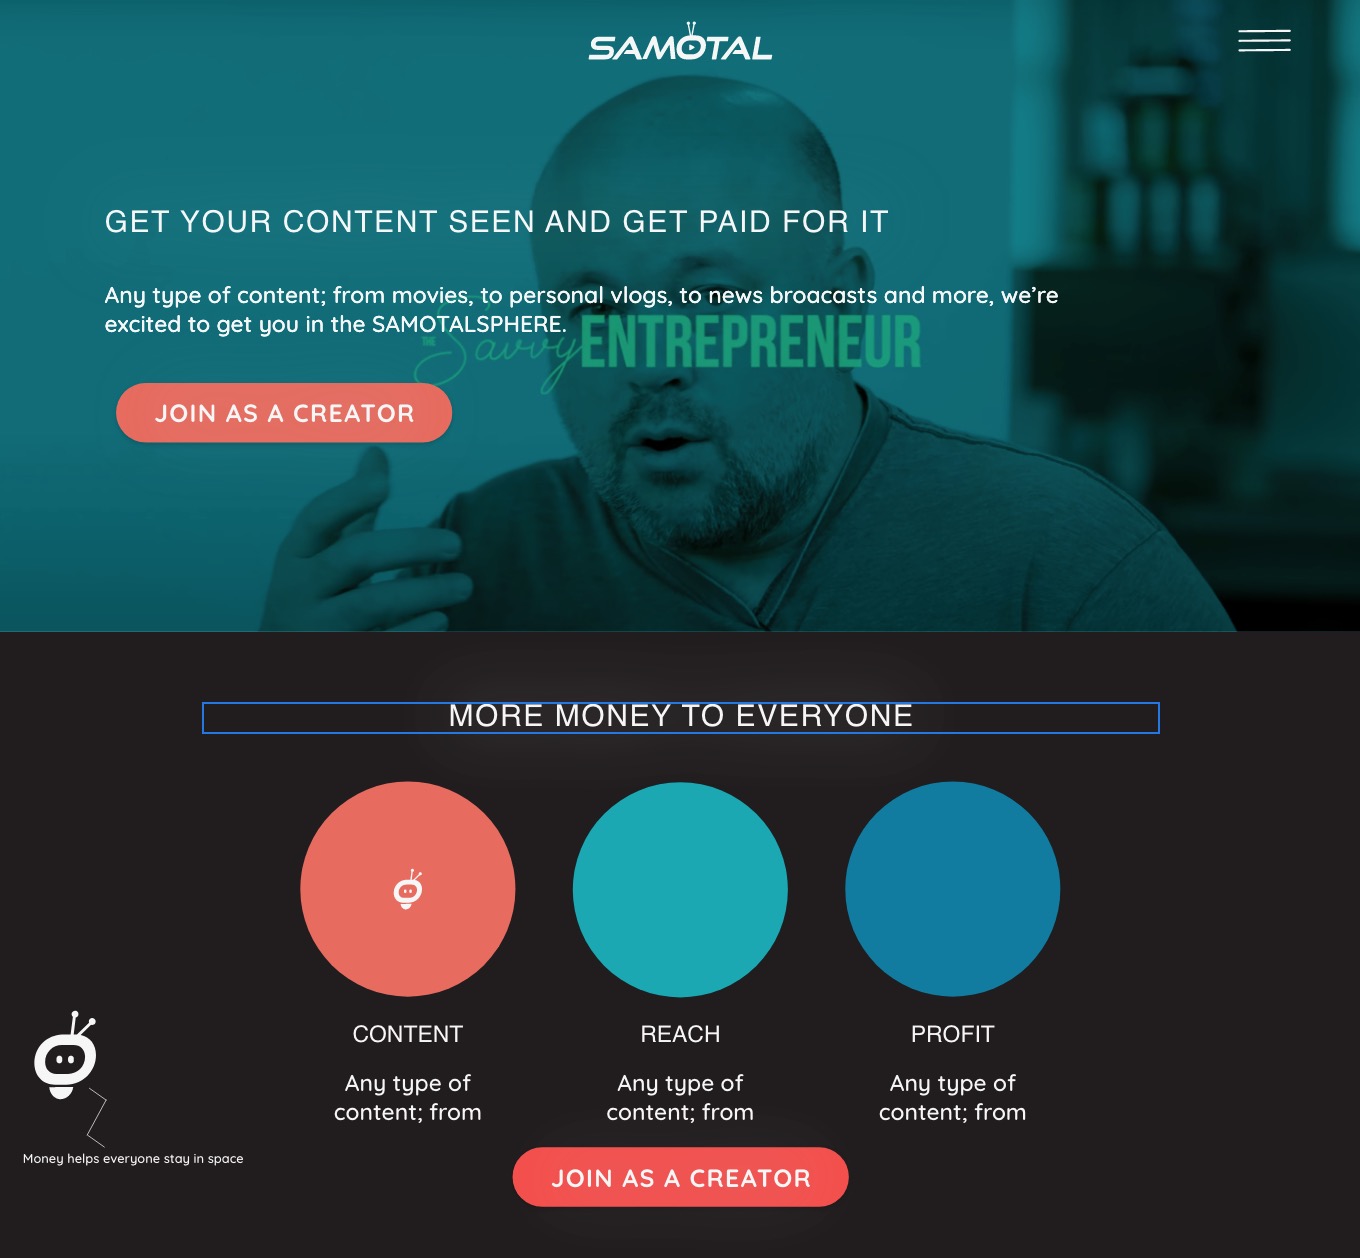 SAMOTAL
GET YOUR CONTENT SEEN AND GET PAID FOR IT
Any type of content; from movies, to personal vlogs, to news broacasts and more, we’re
excited to get you in the SAMOTALSPHERE.
THE Savvy ENTREPRENEUR
JOIN AS A CREATOR
MORE MONEY TO EVERYONE
CONTENT
REACH
PROFIT
Any type of
content; from
Any type of
content; from
Any type of
content; from
Money helps everyone stay in space
JOIN AS A CREATOR